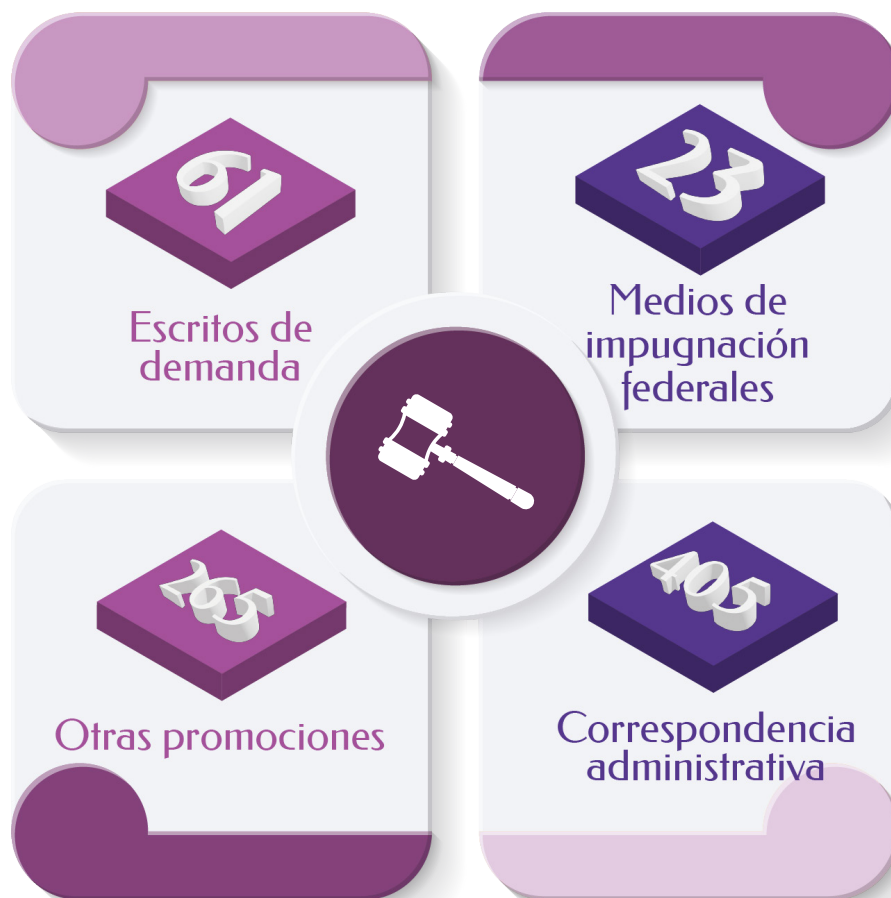 61
Escritos de
demanda
23
Medios de
impugnación
federales
265
Otras promociones
405
Correspondencia
administrativa